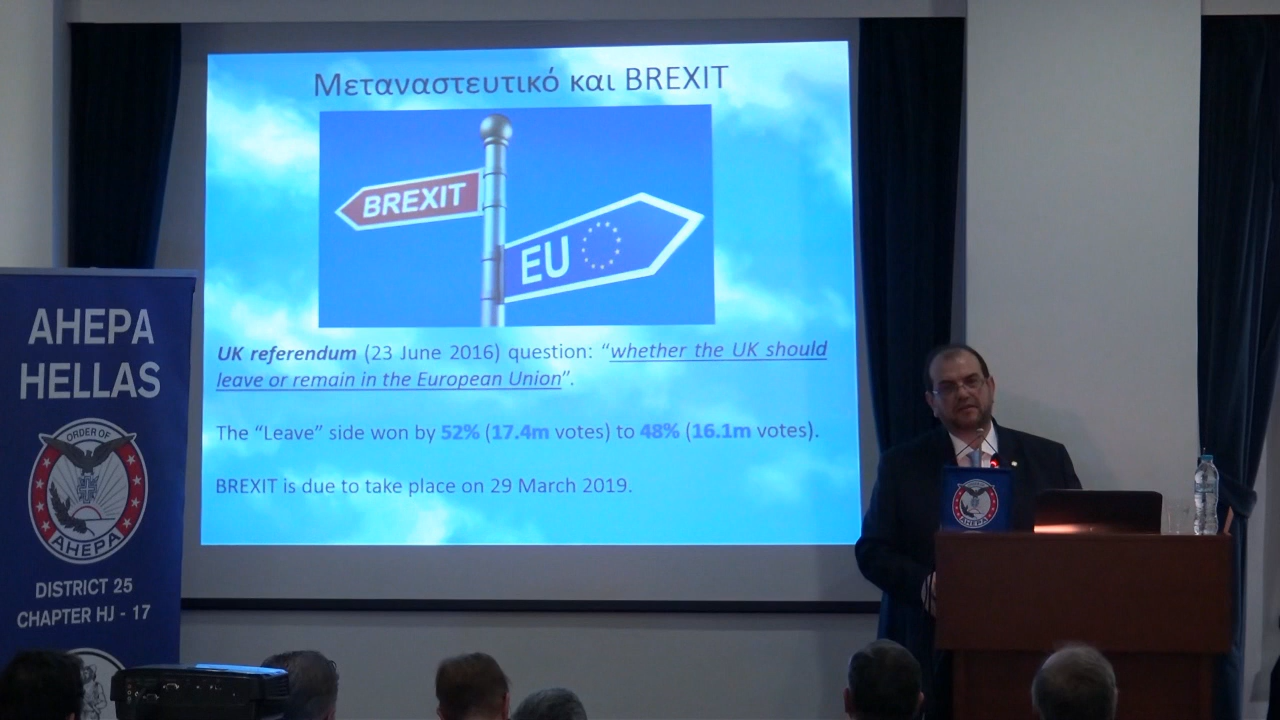 Μεταναστευτικό και BREXIT
BREXIT
EU
UK referendum (23 June 2016) question: “whether the UK should
leave or remain in the European Union”.
The “Leave” side won by 52% (17.4m votes) to 48% (16.1m votes).
BREXIT is due to take place on 29 March 2019.
AHEPA
HELLAS
ORDER OF
AHEPA
DISTRICT 25
CHAPTER HJ - 17
AHEPA